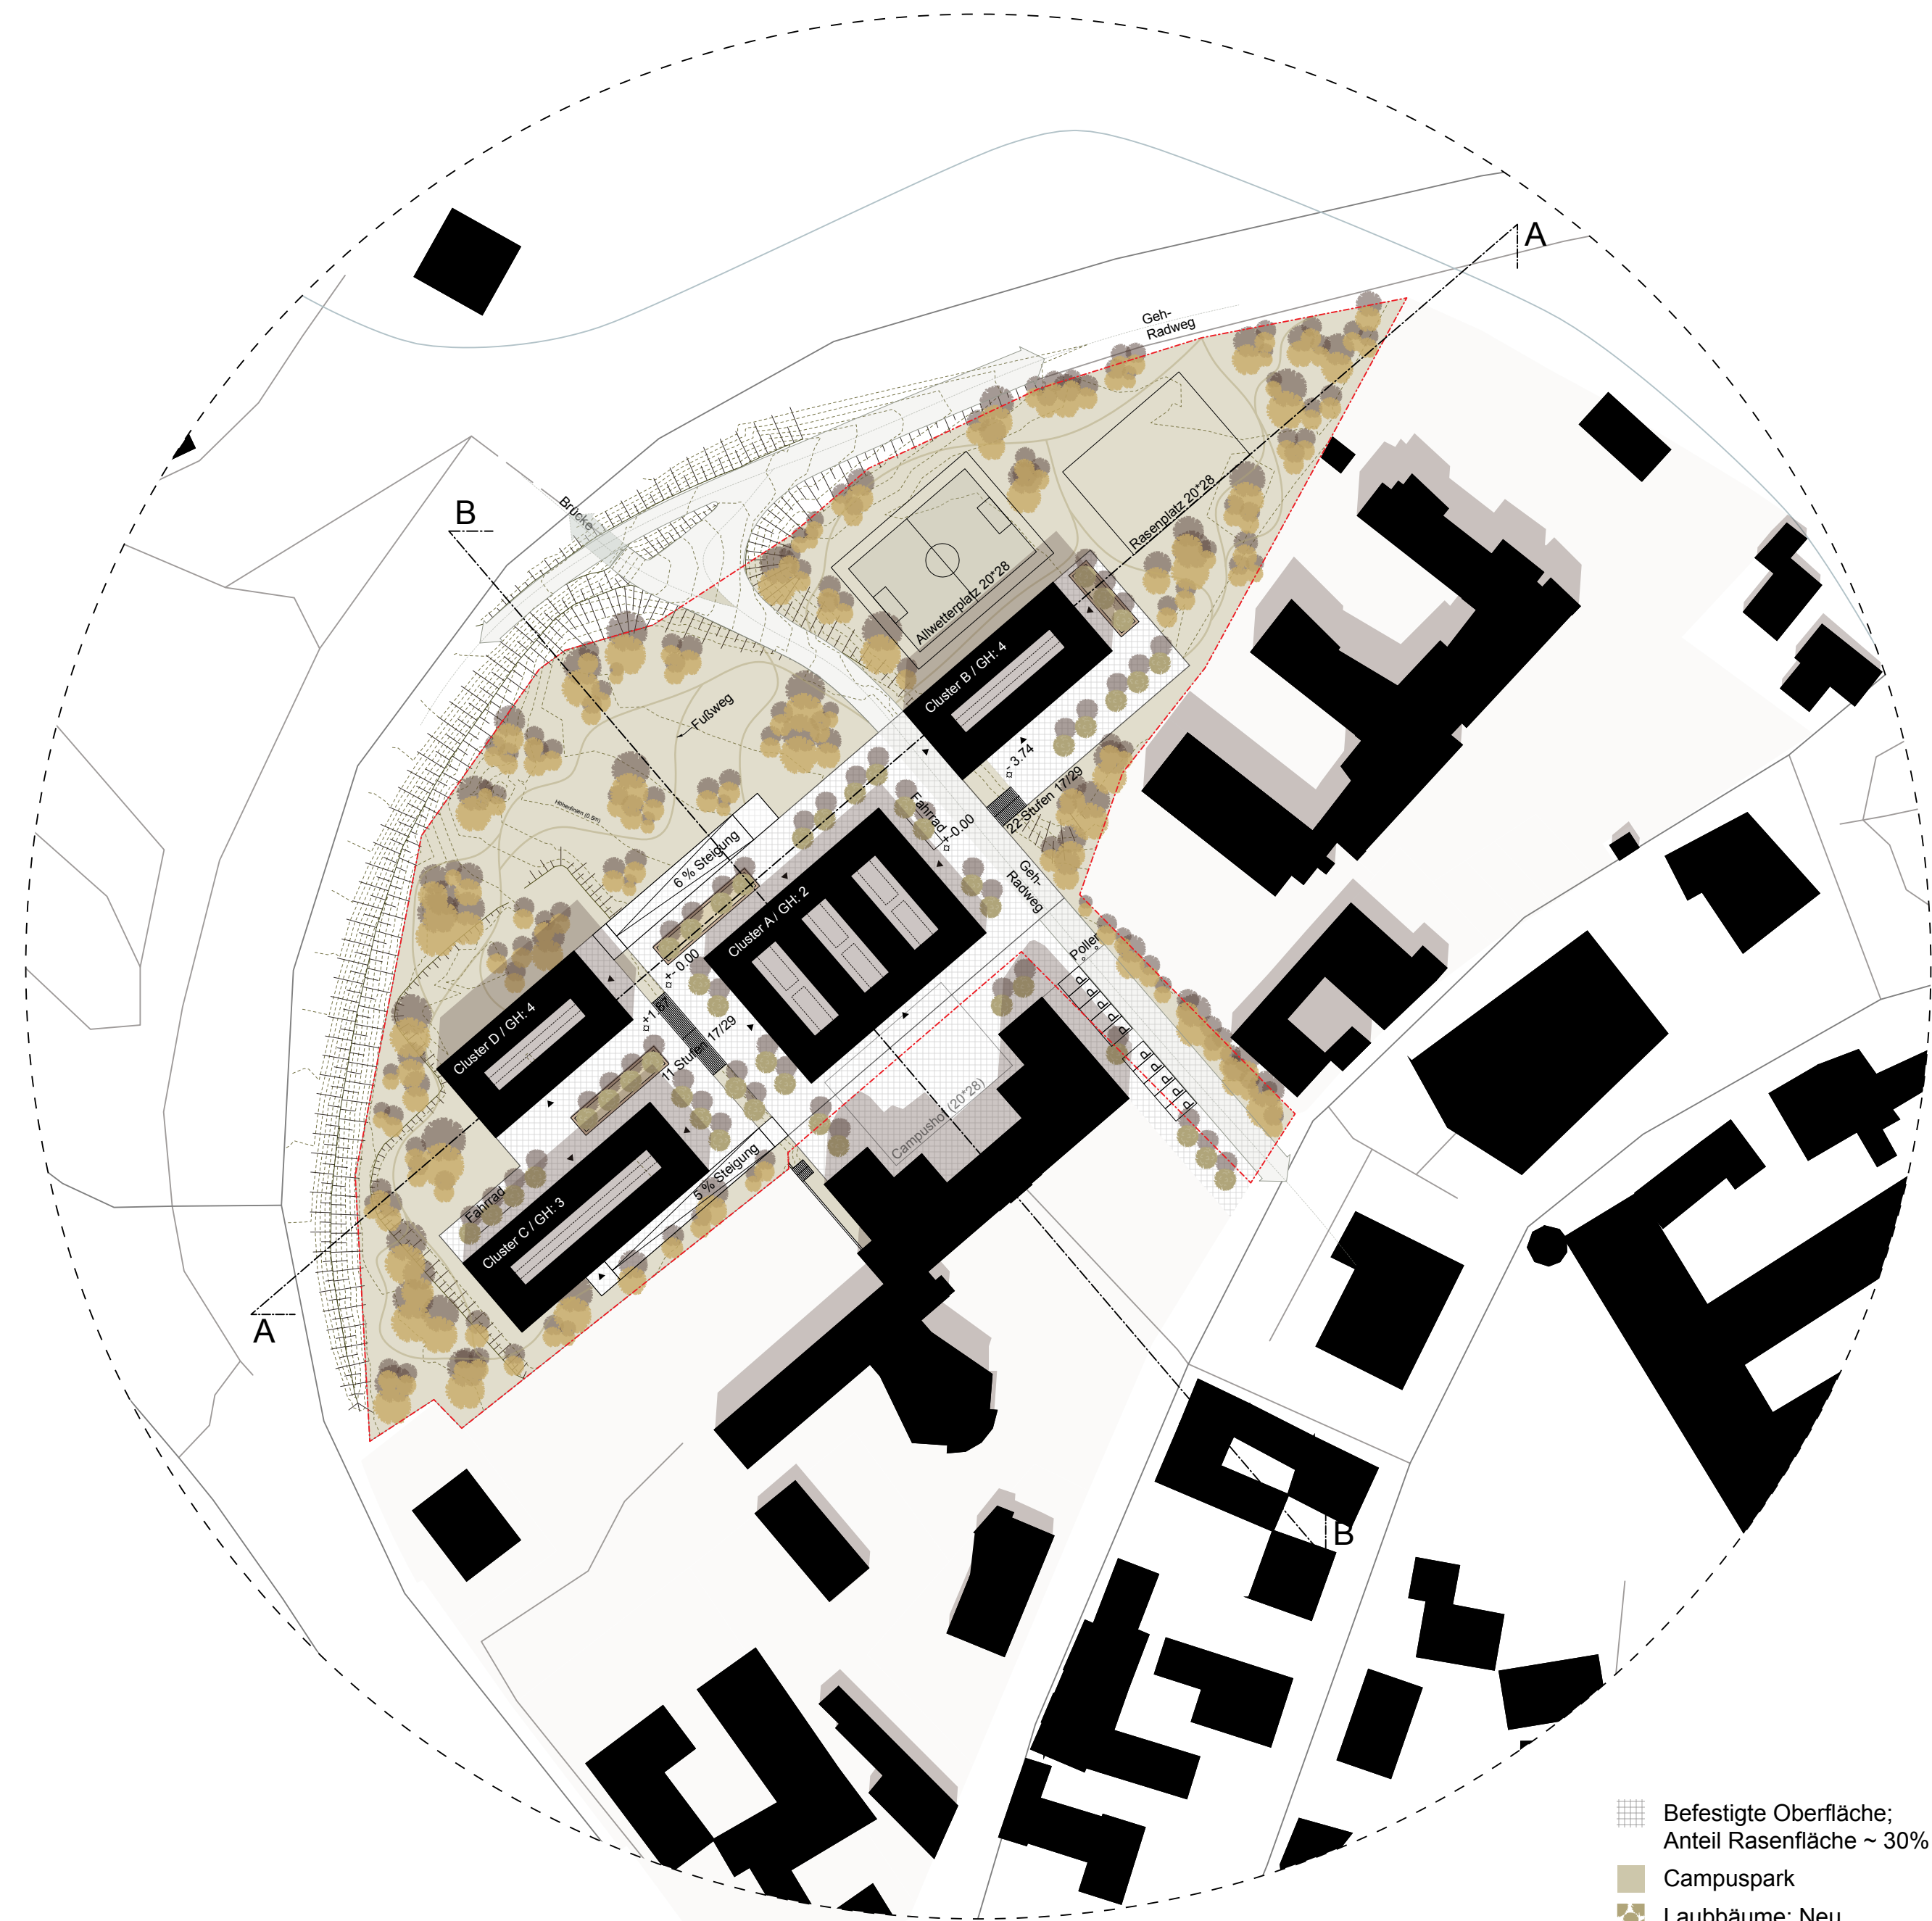 A
Geh-
Radweg
B
Brücke
Rasenplatz 20*28
Allwetterplatz 20*28
Cluster B / GH: 4
Fußweg
- 3.74
22 Stufen 17/29
Fahrrad
+-0.00
Höhenlinien (0.5m)
6 % Steigung
Cluster A / GH: 2
Geh-
Radweg
Poller
+- 0.00
+1.87
11 Stufen 17/29
P
P
P
P
P
P
P
P
P
P
Cluster D / GH: 4
Campushof (20*28)
5 % Steigung
Fahrrad
Cluster C / GH: 3
A
B
Befestigte Oberfläche;
Anteil Rasenfläche ~ 30%
Campuspark
Laubbäume; Neu